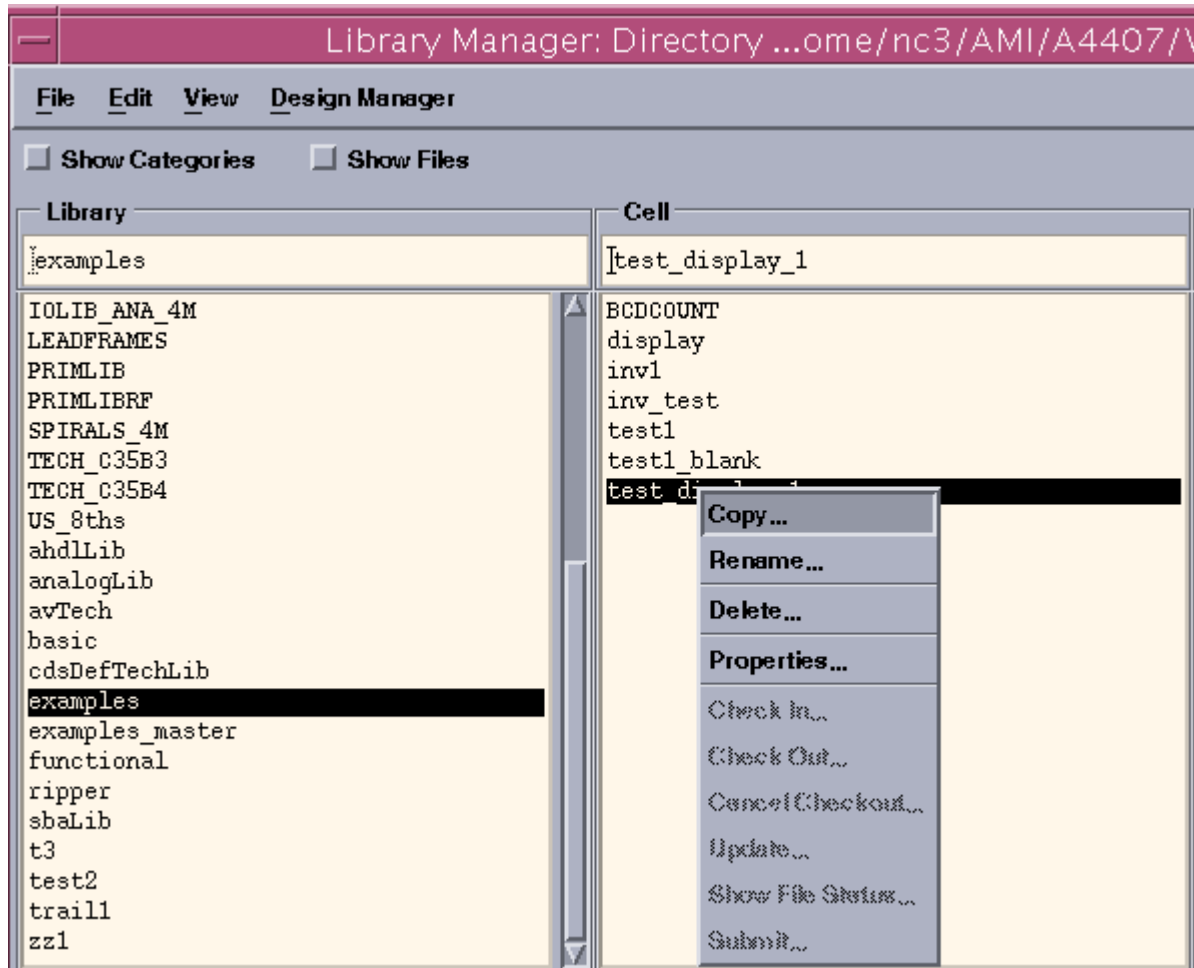 Library Manager: Directory ...ome/nc3/AMI/A4407/
File Edit View Design Manager
Show Categories Show Files
Library
examples
IOLIB_ANA_4M
LEADFRAMES
PRIMLIB
PRIMLIBRF
SPIRALS_4M
TECH_C35B3
TECH_C35B4
US_8ths
ahdlLib
analogLib
avTech
basic
cdsDefTechLib
examples
examples_master
functional
ripper
sbaLib
t3
test2
trail1
zz1
Cell
test_display_1
BCDCOUNT
display
inv1
inv_test
test1
test1_blank
Copy...
Rename...
Delete...
Properties...
Check In...
Check Out...
Cancel Checkout...
Update...
Show File Status...
Submit...